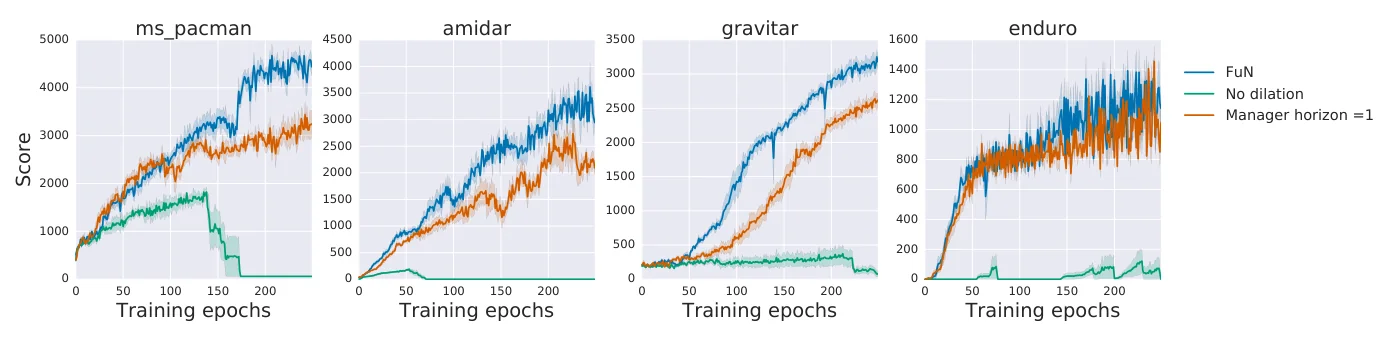 ms_pacman
amidar
gravitar
enduro
Score
5000
4000
3000
2000
1000
0
0 50 100 150 200
Training epochs
4500
4000
3500
3000
2500
2000
1500
1000
500
0
0 50 100 150 200
Training epochs
3500
3000
2500
2000
1500
1000
500
0
0 50 100 150 200
Training epochs
1600
1400
1200
1000
800
600
400
200
0
0 50 100 150 200
Training epochs
FuN
No dilation
Manager horizon =1